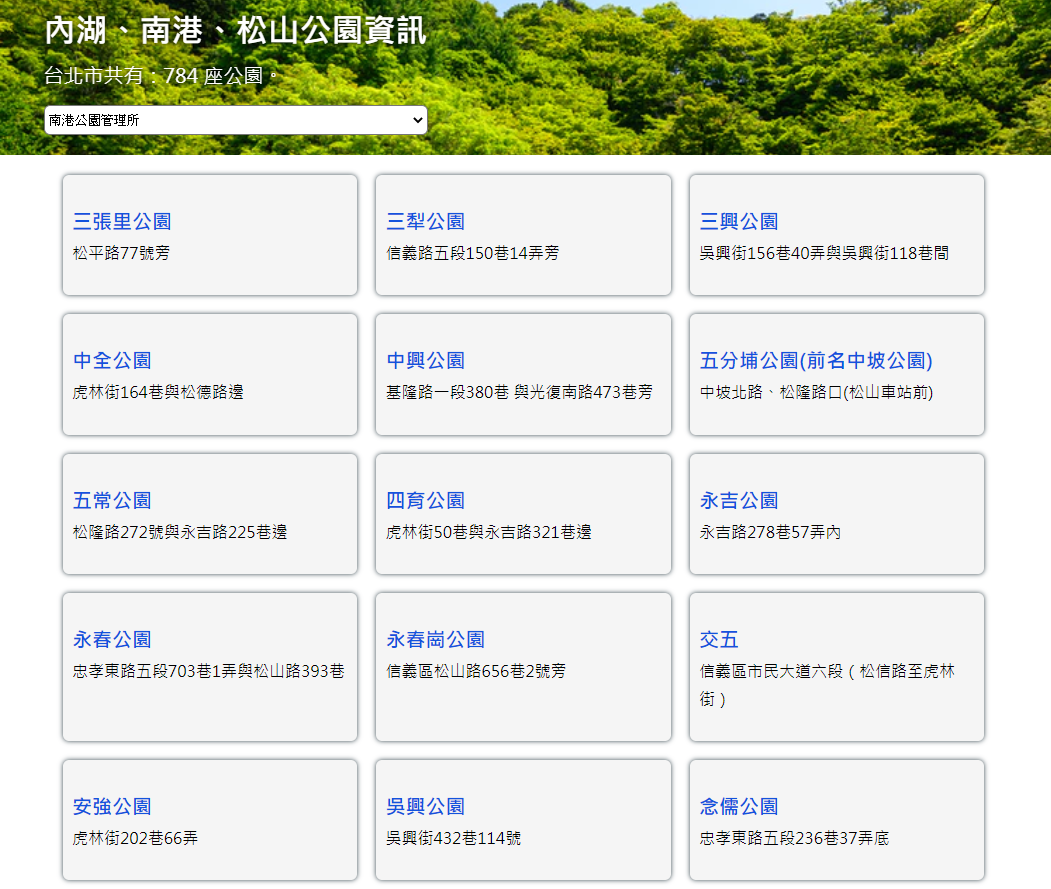 內湖、南港、松山公園資訊
台北市共有：784 座公園。
南港公園管理所
三張里公園
松平路77號旁
三犁公園
信義路五段150巷14弄旁
三興公園
吳興街156巷40弄與吳興街118巷間
中全公園
虎林街164巷與松德路邊
中興公園
基隆路一段380巷 與光復南路473巷旁
五分埔公園(前名中坡公園)
中坡北路、松隆路口(松山車站前)
五常公園
松隆路272號與永吉路225巷邊
四育公園
虎林街50巷與永吉路321巷邊
永吉公園
永吉路278巷57弄內
永春公園
忠孝東路五段703巷1弄與松山路393巷
永春崗公園
信義區松山路656巷2號旁
交五
信義區市民大道六段（松信路至虎林
街）
安強公園
虎林街202巷66弄
吳興公園
吳興街432巷114號
念儒公園
忠孝東路五段236巷37弄底